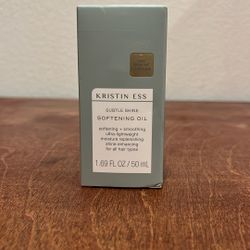 KRISTIN ESS
SUBTLE SHINE
SOFTENING OIL
softening + smoothing
ultra-lightweight
moisture replenishing
shine enhancing
for all hair types
1.69 FL OZ / 50 mL